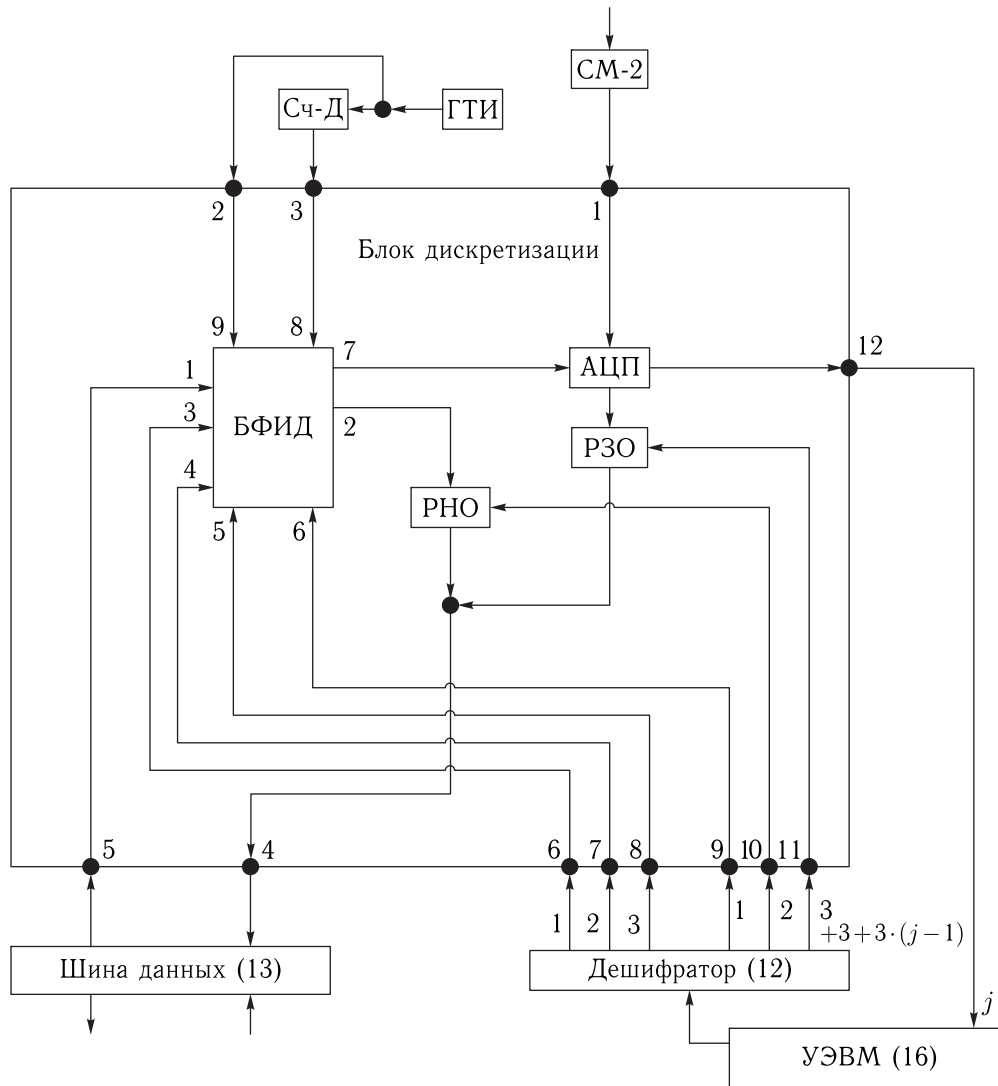 СМ-2
Сч-Д
ГТИ
2
3
1
Блок дискретизации
9
8
7
12
1
АЦП
3
БФИД
2
РЗО
4
РНО
5
6
5
4
6
7
8
9
10
11
1
2
3
1
2
3
+3+3·(j−1)
Шина данных (13)
Дешифратор (12)
j
УЭВМ (16)